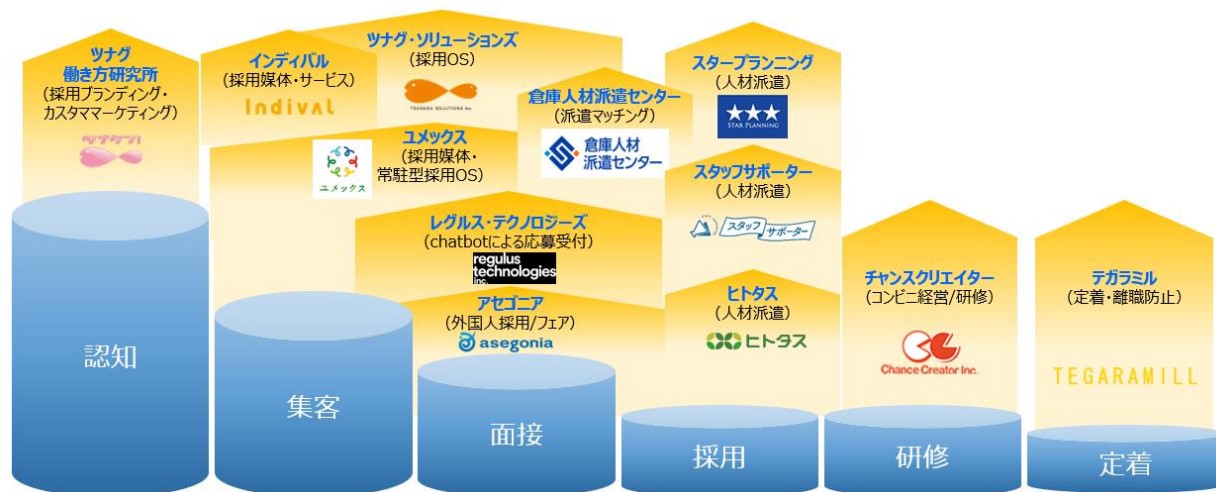 ツナグ
働き方研究所
(採用ブランディング・
カスタママーケティング)
ツナグケンバ
インディバル
(採用媒体・サービス)
Indival
ツナグ・ソリューションズ
(採用OS)
TSUNAGU SOLUTIONS Inc.
倉庫人材派遣センター
(派遣マッチング)
倉庫人材
派遣センター
スタープランニング
(人材派遣)
STAR PLANNING
ユメックス
(採用媒体・
常駐型採用OS)
ユメックス
スタッフサポーター
(人材派遣)
スタッフ サポーター
レグルス・テクノロジーズ
(chatbotによる応募受付)
regulus
technologies
Inc.
アセゴニア
(外国人採用/フェア)
asegonia
ヒトタス
(人材派遣)
ヒトタス
チャンスクリエイター
(コンビニ経営/研修)
Chance Creator Inc.
テガラミル
(定着・離職防止)
TEGARAMILL
認知
集客
面接
採用
研修
定着